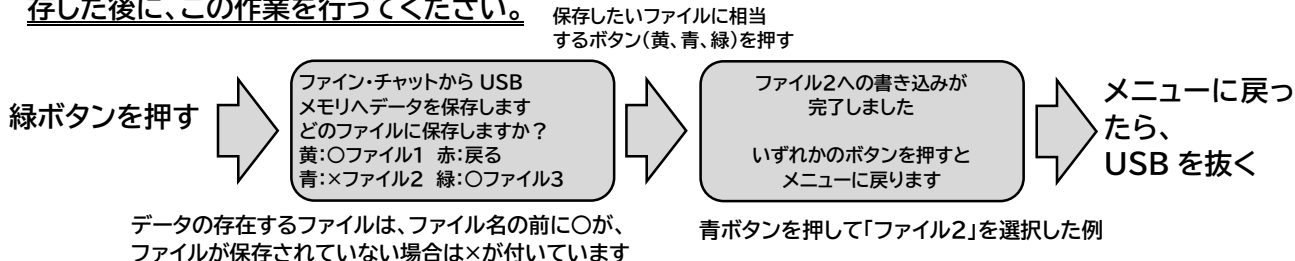 存した後に、この作業を行ってください。
保存したいファイルに相当
するボタン(黄、青、緑)を押す
緑ボタンを押す
ファイン・チャットから USB
メモリへデータを保存します
どのファイルに保存しますか?
黄:〇ファイル1 赤:戻る
青:×ファイル2 緑:〇ファイル3
ファイル2への書き込みが
完了しました
いずれかのボタンを押すと
メニューに戻ります
メニューに戻っ
たら、
USB を抜く
データの存在するファイルは、ファイル名の前に〇が、
ファイルが保存されていない場合は×が付いています
青ボタンを押して「ファイル2」を選択した例